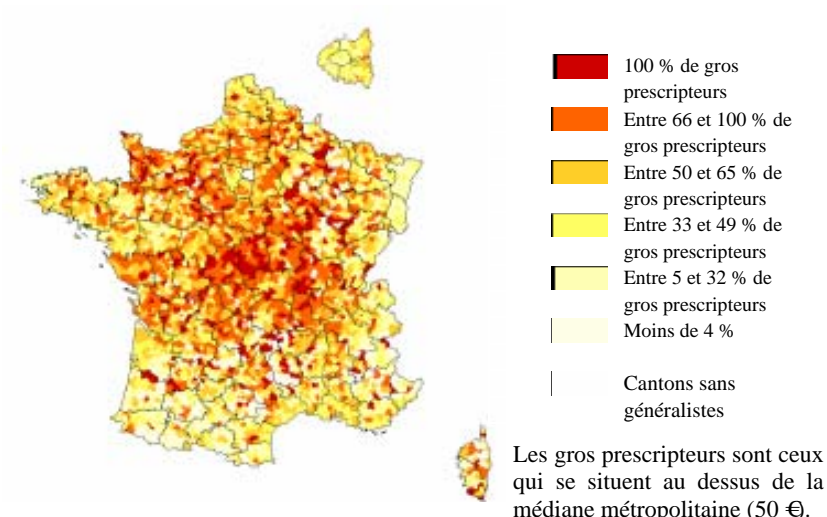 100 % de gros
prescripteurs
Entre 66 et 100 % de
gros prescripteurs
Entre 50 et 65 % de
gros prescripteurs
Entre 33 et 49 % de
gros prescripteurs
Entre 5 et 32 % de
gros prescripteurs
Moins de 4 %
Cantons sans
généralistes
Les gros prescripteurs sont ceux
qui se situent au dessus de la
médiane métropolitaine (50 €).